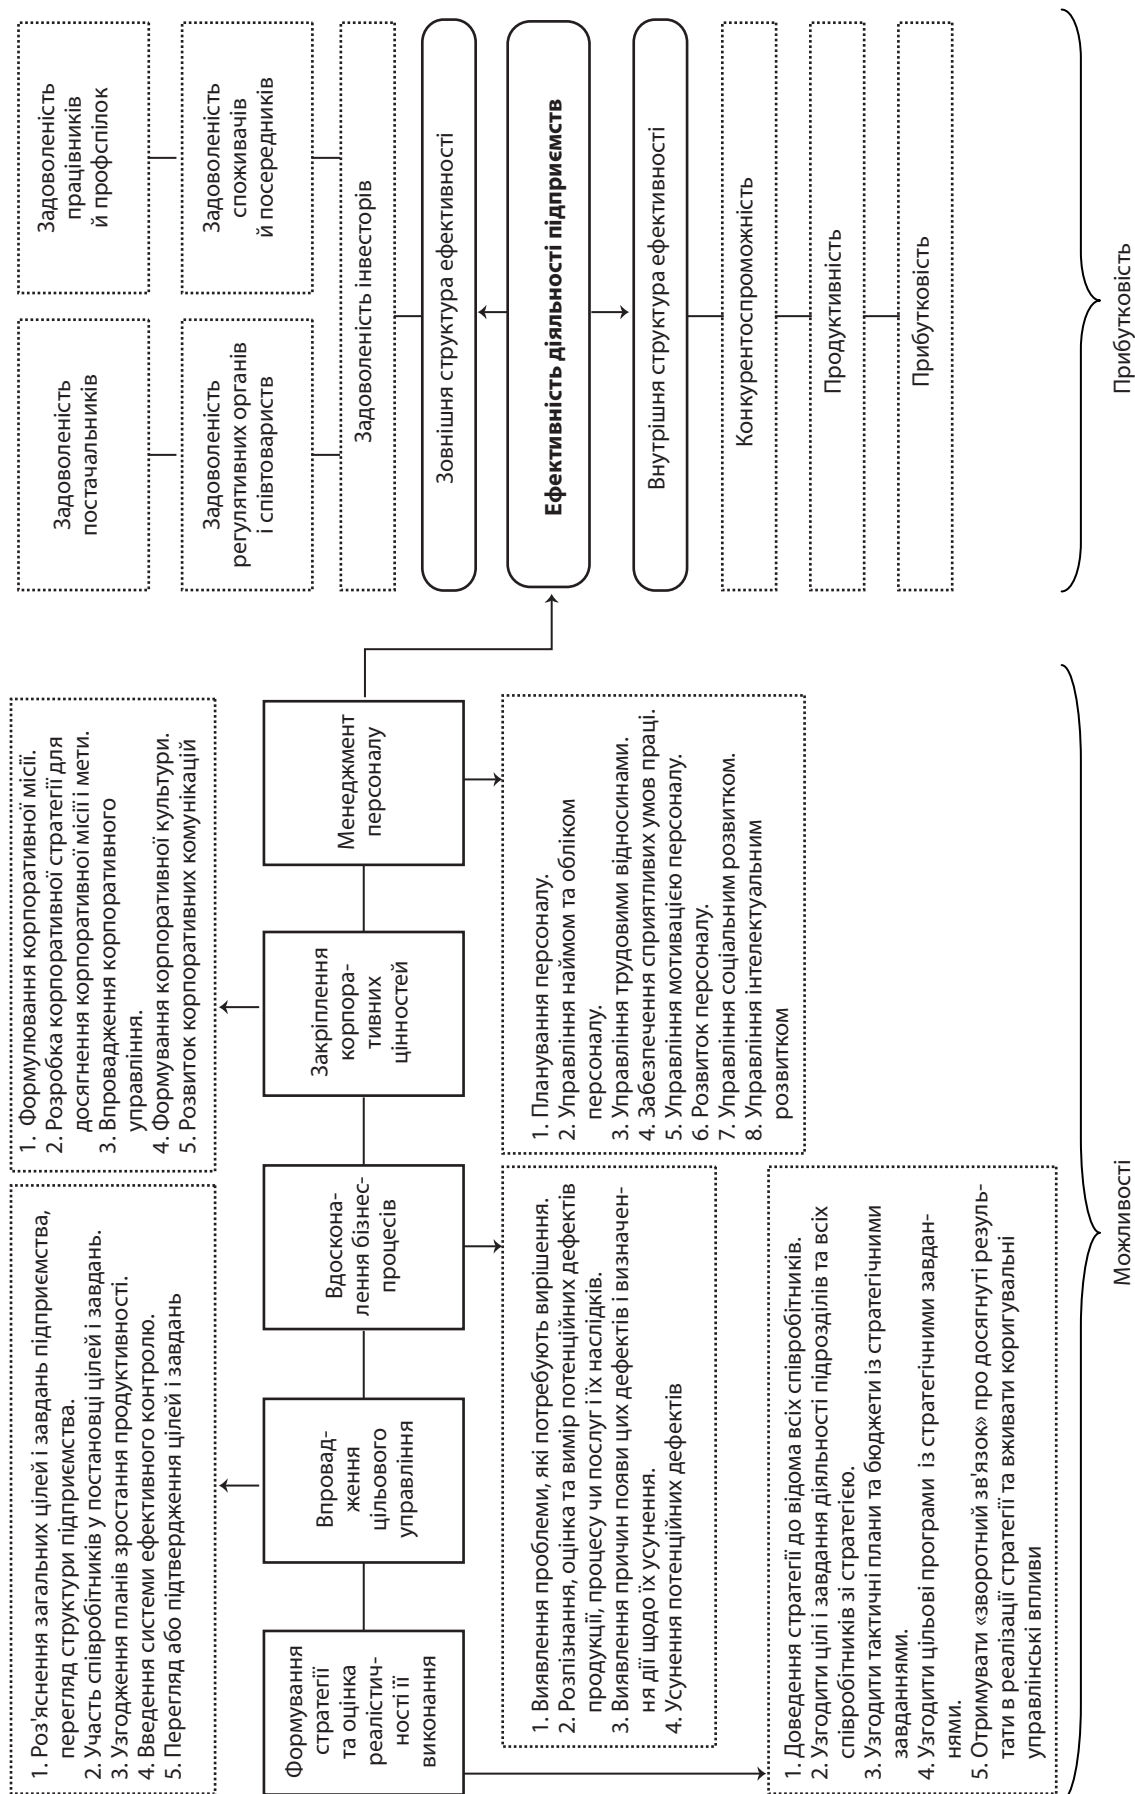 1. Роз'яснення загальних цілей і завдань підприємства,
перегляд структури підприємства.
2. Участь співробітників у постановці цілей і завдань.
3. Узгодження планів зростання продуктивності.
4. Введення системи ефективного контролю.
5. Перегляд або підтвердження цілей і завдань
1. Формулювання корпоративної місії.
2. Розробка корпоративної стратегії для
досягнення корпоративної місії і мети.
3. Впровадження корпоративного
управління.
4. Формування корпоративної культури.
5. Розвиток корпоративних комунікацій
Формування
стратегії
та оцінка
реалістич-
ності її
виконання
Впровад-
ження
цільового
управління
Вдоскона-
лення бізнес-
процесів
Закріплення
корпора-
тивних
цінностей
Менеджмент
персоналу
1. Виявлення проблеми, які потребують вирішення.
2. Розпізнання, оцінка та вимір потенційних дефектів
продукції, процесу чи послуг і їх наслідків.
3. Виявлення причин появи цих дефектів і визначен-
ня дії щодо їх усунення.
4. Усунення потенційних дефектів
1. Планування персоналу.
2. Управління наймом та обліком
персоналу.
3. Управління трудовими відносинами.
4. Забезпечення сприятливих умов праці.
5. Управління мотивацією персоналу.
6. Розвиток персоналу.
7. Управління соціальним розвитком.
8. Управління інтелектуальним
розвитком
1. Доведення стратегії до відома всіх співробітників.
2. Узгодити цілі і завдання діяльності підрозділів та всіх
співробітників зі стратегією.
3. Узгодити тактичні плани та бюджети із стратегічними
завданнями.
4. Узгодити цільові програми із стратегічними завдан-
нями.
5. Отримувати «зворотний зв'язок» про досягнуті резуль-
тати в реалізації стратегії та вживати коригувальні
управлінські впливи
Можливості
Задоволеність
постачальників
Задоволеність
працівників
й профспілок
Задоволеність
регулятивних органів
і співтовариств
Задоволеність
споживачів
й посередників
Задоволеність інвесторів
Зовнішня структура ефективності
Ефективність діяльності підприємств
Внутрішня структура ефективності
Конкурентоспроможність
Продуктивність
Прибутковість
Прибутковість